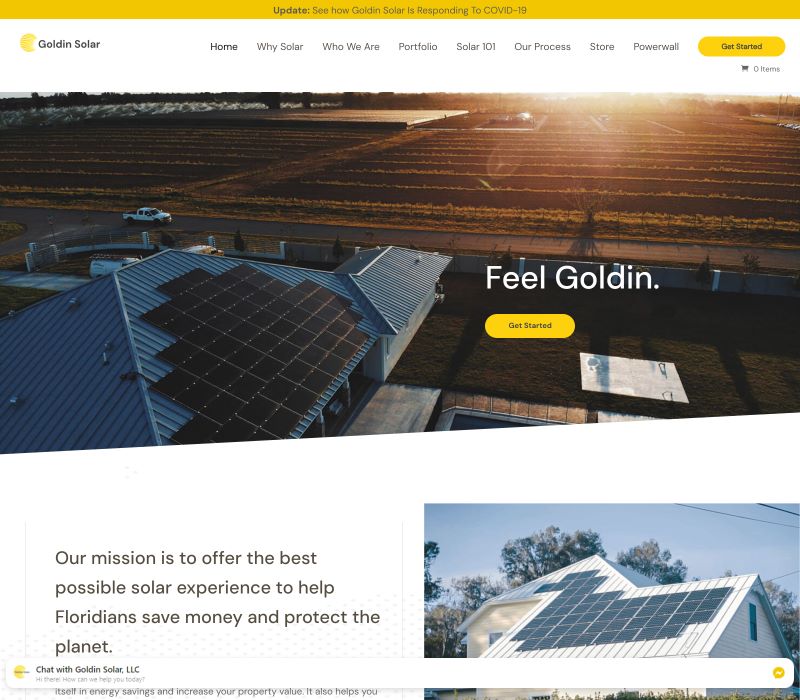 Update: See how Goldin Solar Is Responding To COVID-19
Goldin Solar
Home Why Solar Who We Are Portfolio Solar 101 Our Process Store Powerwall Get Started
0 Items
Feel Goldin.
Get Started
Our mission is to offer the best
possible solar experience to help
Floridians save money and protect the
planet.
Chat with Goldin Solar, LLC
Hi there! How can we help you today?
itself in energy savings and increase your property value. It also helps you